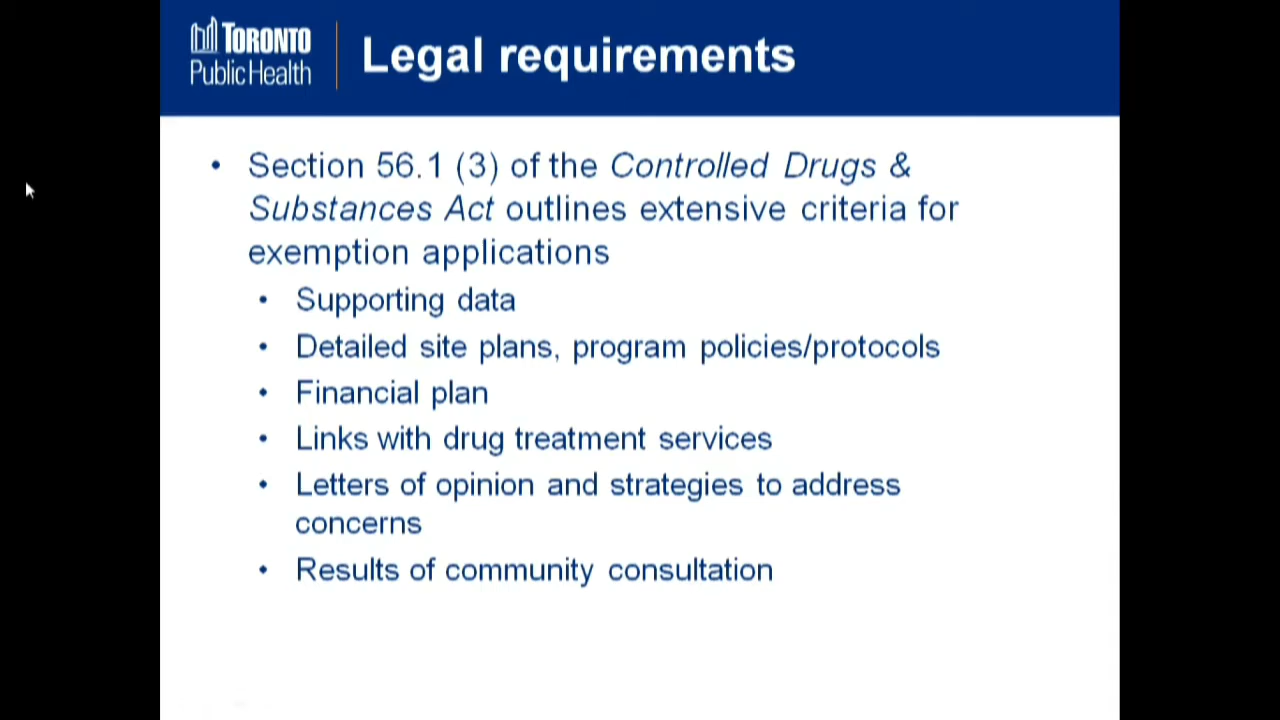 TORONTO
Public Health
Legal requirements
• Section 56.1 (3) of the Controlled Drugs &
Substances Act outlines extensive criteria for
exemption applications
• Supporting data
• Detailed site plans, program policies/protocols
• Financial plan
• Links with drug treatment services
• Letters of opinion and strategies to address
concerns
• Results of community consultation